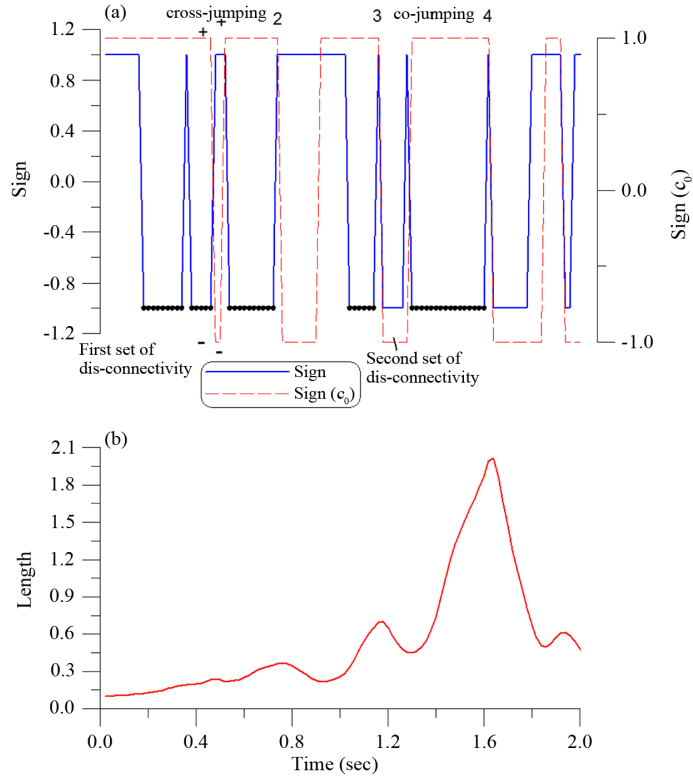 (a)
cross-jumping
2
3
co-jumping
4
+
+
1.2
0.8
0.4
0.0
-0.4
-0.8
-1.2
Sign
1.0
0.0
-1.0
Sign (c₀)
-
-
First set of
dis-connectivity
Second set of
dis-connectivity
Sign
Sign (c₀)
(b)
2.1
1.8
1.5
1.2
0.9
0.6
0.3
0.0
Length
0.0
0.4
0.8
1.2
1.6
2.0
Time (sec)